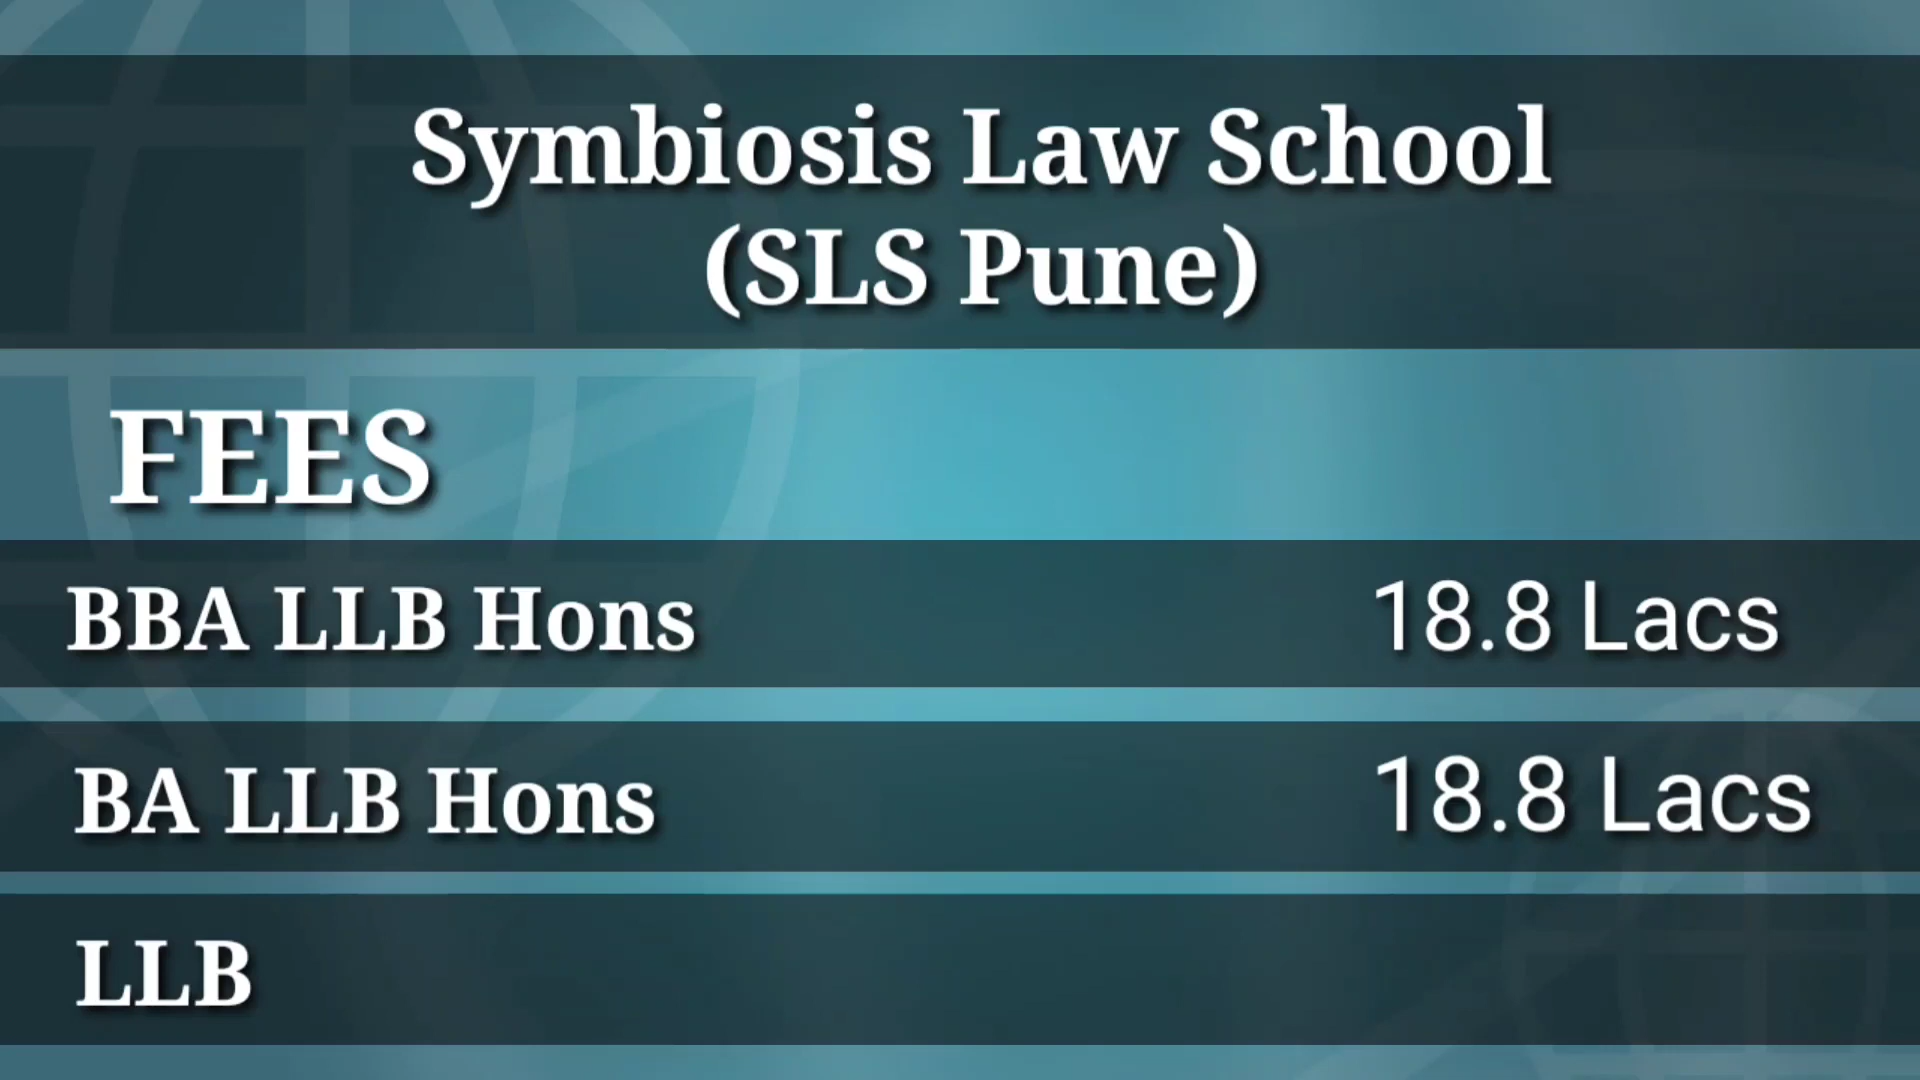 Symbiosis Law School
(SLS Pune)
FEES
BBA LLB Hons 18.8 Lacs
BA LLB Hons 18.8 Lacs
LLB